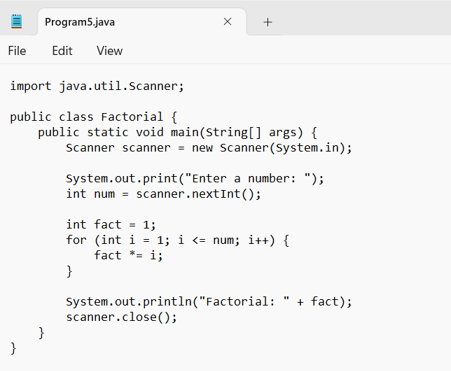 Program5.java
File Edit View
import java.util.Scanner;
public class Factorial {
    public static void main(String[] args) {
        Scanner scanner = new Scanner(System.in);
        System.out.print("Enter a number: ");
        int num = scanner.nextInt();
        int fact = 1;
        for (int i = 1; i <= num; i++) {
            fact *= i;
        }
        System.out.println("Factorial: " + fact);
        scanner.close();
    }
}